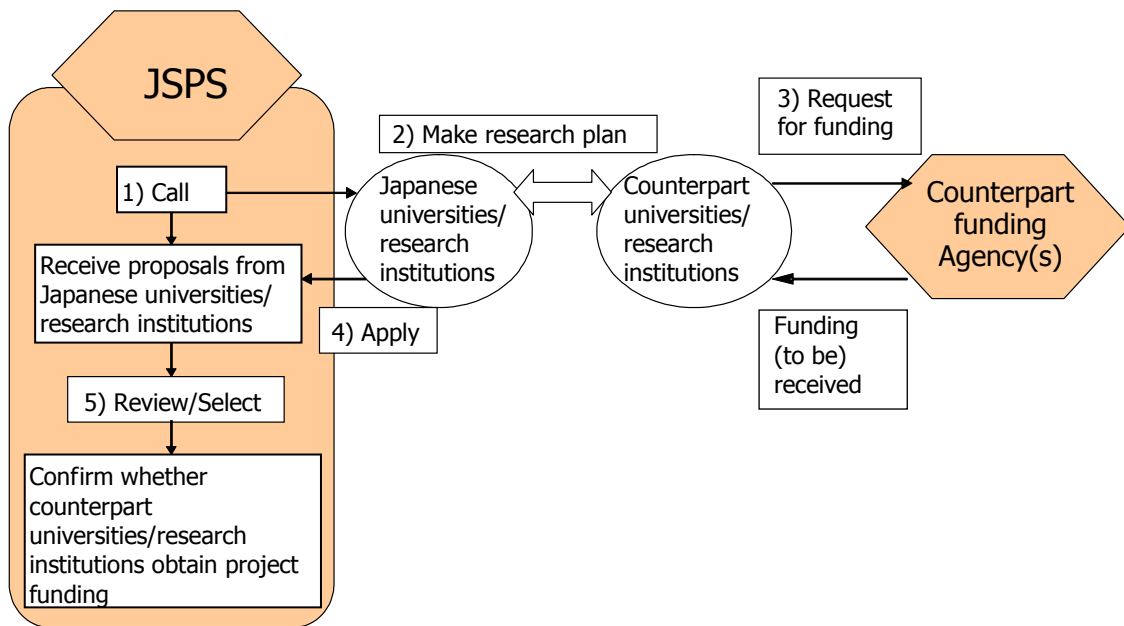 JSPS
1) Call
Receive proposals from
Japanese universities/
research institutions
5) Review/Select
Confirm whether
counterpart
universities/research
institutions obtain project
funding
2) Make research plan
Japanese
universities/
research
institutions
4) Apply
Counterpart
universities/
research
institutions
3) Request
for funding
Counterpart
funding
Agency(s)
Funding
(to be)
received